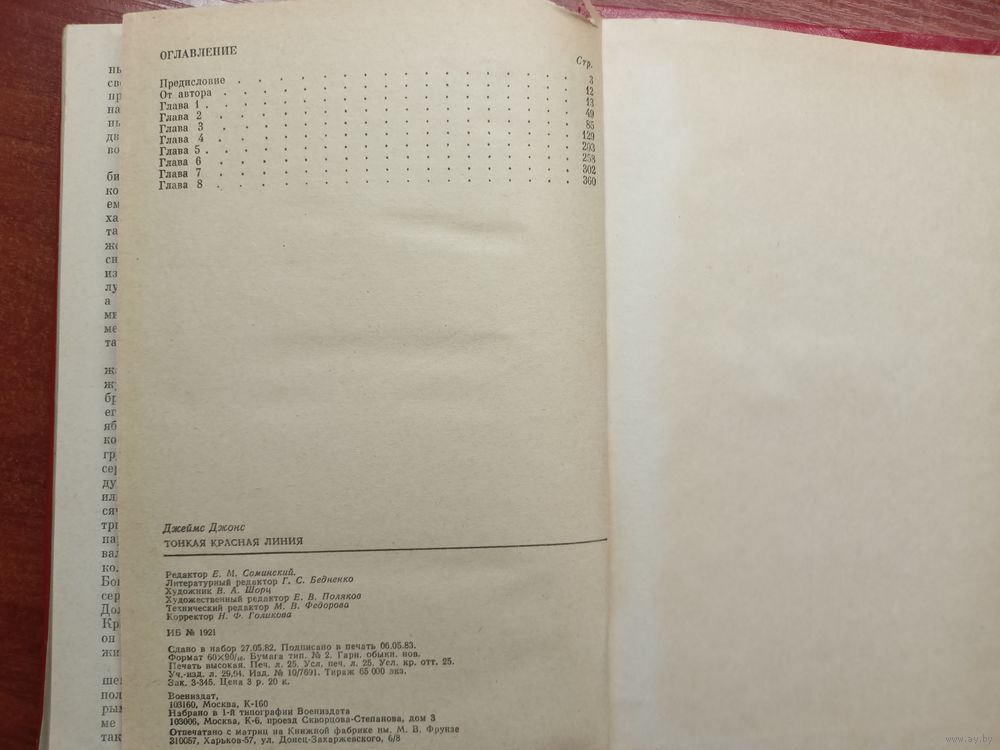 ОГЛАВЛЕНИЕ
Стр.
Предисловие . . . . . . . . . . . . . . . . 3
От автора . . . . . . . . . . . . . . . . 12
Глава 1 . . . . . . . . . . . . . . . . 13
Глава 2 . . . . . . . . . . . . . . . . 49
Глава 3 . . . . . . . . . . . . . . . . 85
Глава 4 . . . . . . . . . . . . . . . . 129
Глава 5 . . . . . . . . . . . . . . . . 203
Глава 6 . . . . . . . . . . . . . . . . 258
Глава 7 . . . . . . . . . . . . . . . . 302
Глава 8 . . . . . . . . . . . . . . . . 360
Джеймс Джонс
ТОНКАЯ КРАСНАЯ ЛИНИЯ
Редактор Е. М. Соминский.
Литературный редактор Г. С. Бедненко
Художник В. А. Шорц
Художественный редактор Е. В. Поляков
Технический редактор М. В. Федорова
Корректор Н. Ф. Голикова
ИБ № 1921
Сдано в набор 27.05.82. Подписано в печать 06.05.83.
Формат 60×90/16. Бумага тип. № 2. Гарн. обыкн. нов.
Печать высокая. Печ. л. 25. Усл. печ. л. 25. Усл. кр. отт. 25.
Уч.-изд. л. 29,04. Изд. № 10/7691. Тираж 65 000 экз.
Зак. 3-345. Цена 3 р. 20 к.
Воениздат,
103160, Москва, К-160
Набрано в 1-й типографии Воениздата
103006, Москва, К-6, проезд Скворцова-Степанова, дом 3
Отпечатано с матриц на Книжной фабрике им. М. В. Фрунзе
310057, Харьков-57, ул. Донец-Захаржевского, 6/8
www.ay.by